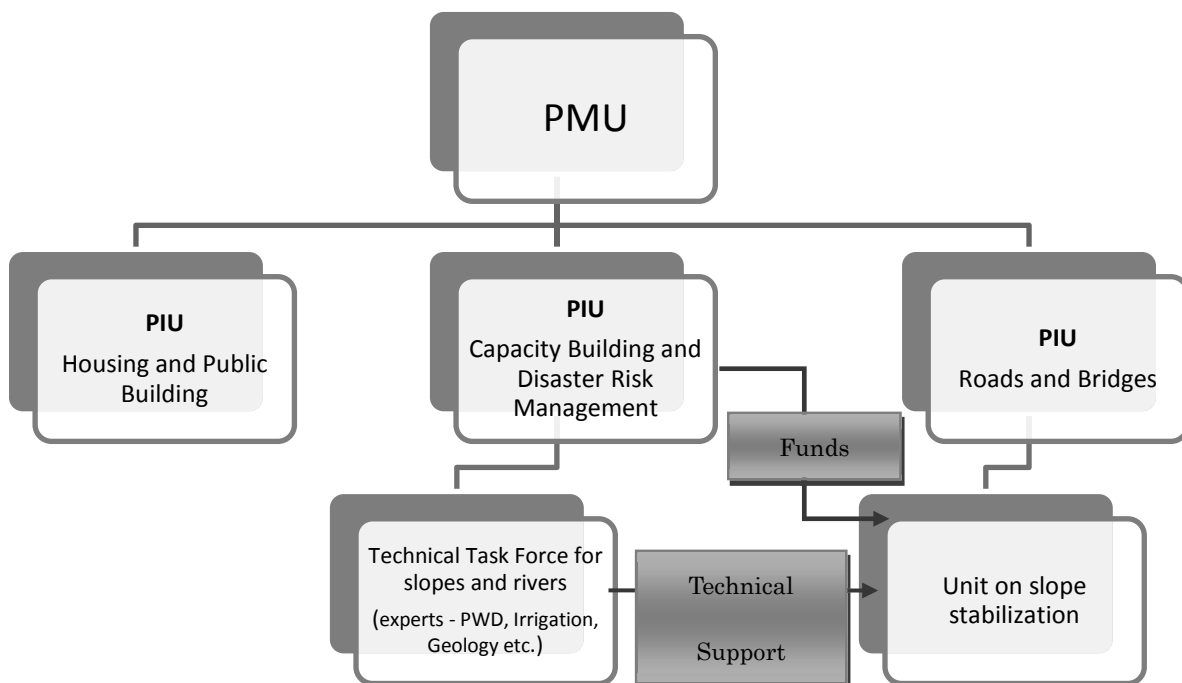 PMU
PIU
Housing and Public
Building
PIU
Capacity Building and
Disaster Risk
Management
PIU
Roads and Bridges
Funds
Technical Task Force for
slopes and rivers
(experts - PWD, Irrigation,
Geology etc.)
Technical
Support
Unit on slope
stabilization